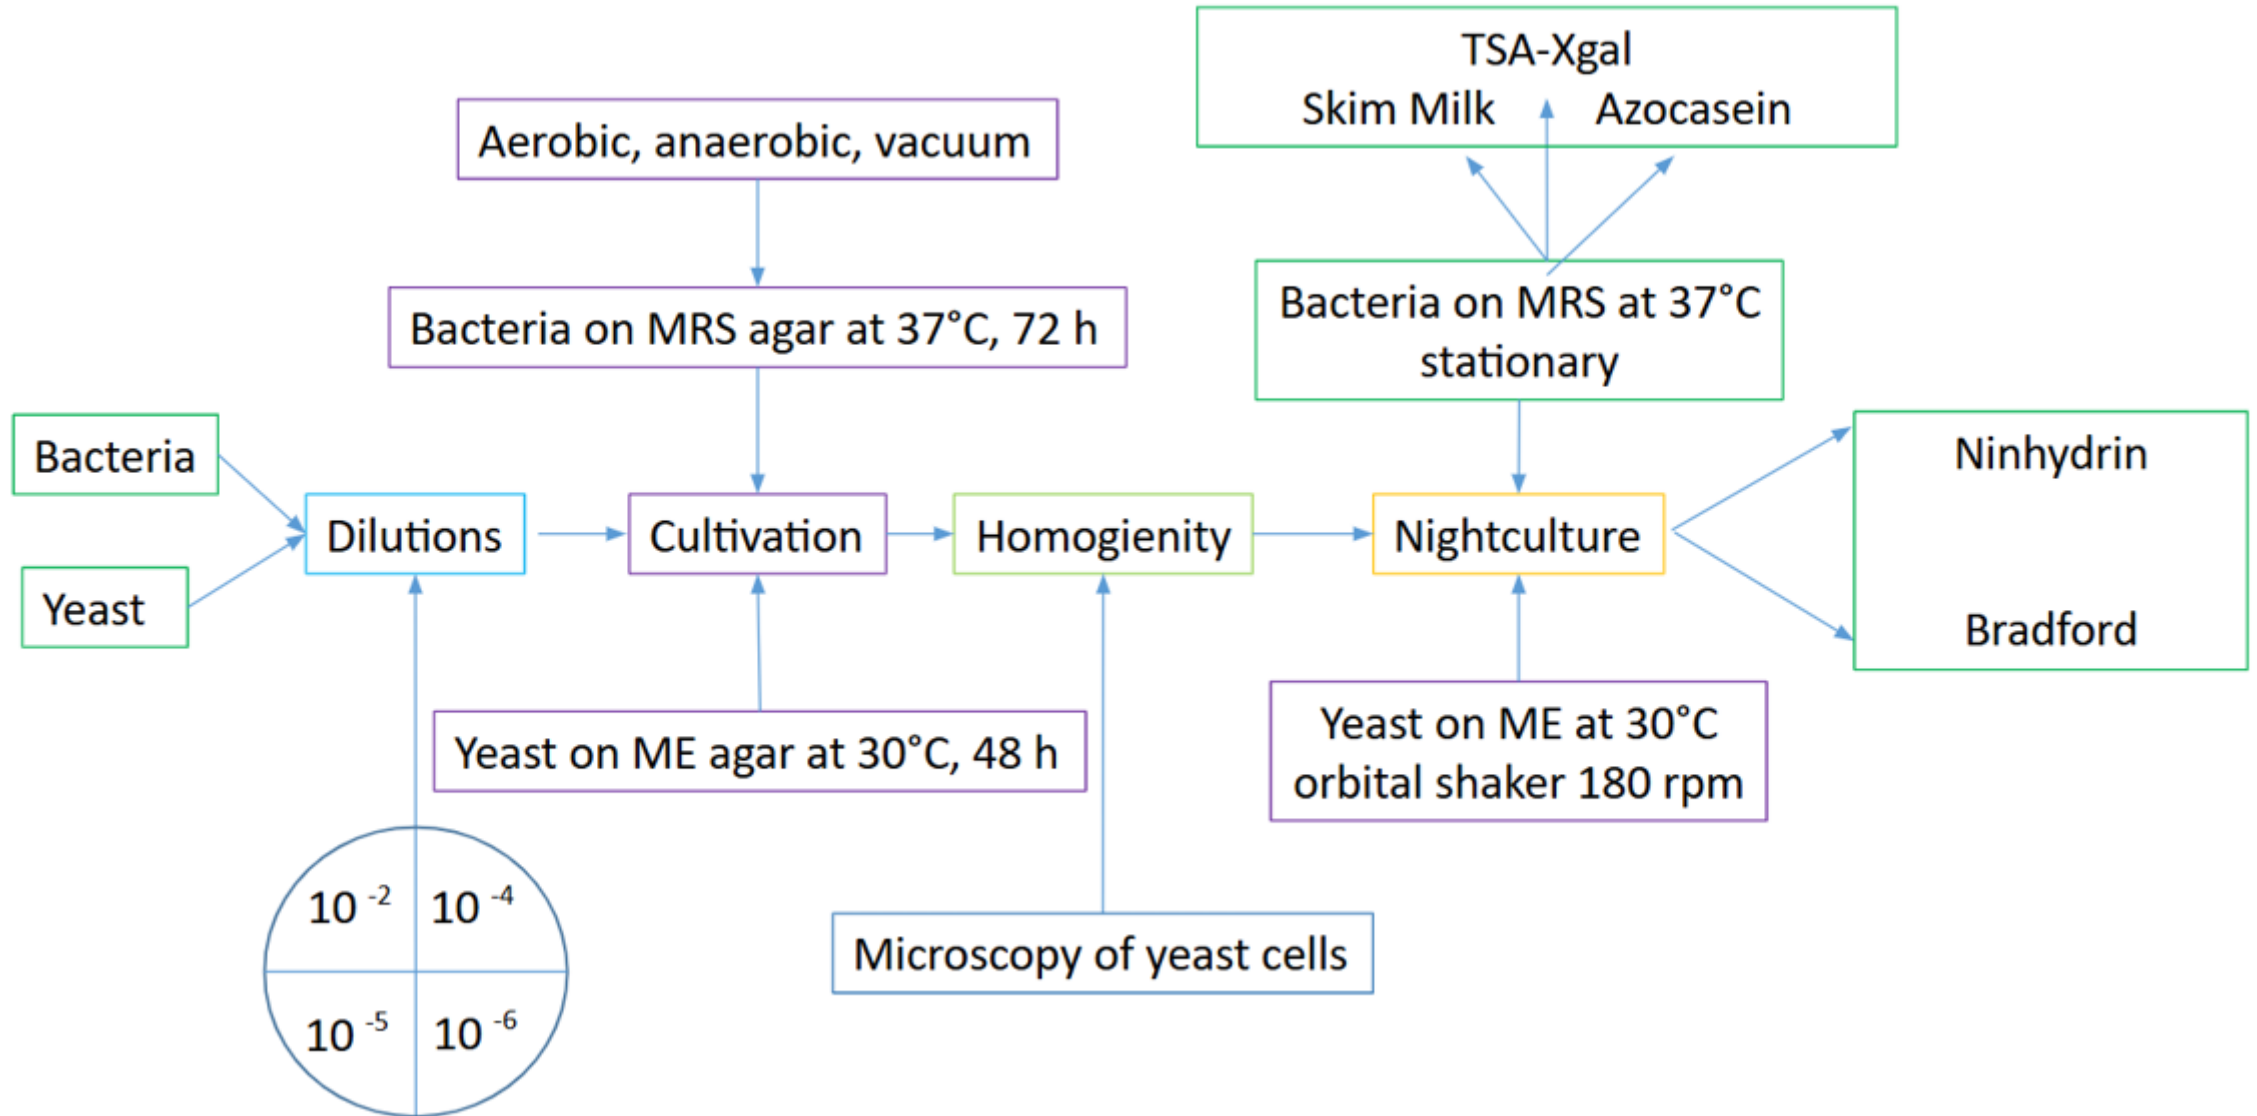 TSA-Xgal
Skim Milk Azocasein
Aerobic, anaerobic, vacuum
Bacteria on MRS agar at 37°C, 72 h
Bacteria on MRS at 37°C
stationary
Bacteria
Yeast
Dilutions
Cultivation
Homogienity
Nightculture
Ninhydrin
Bradford
Yeast on ME agar at 30°C, 48 h
Yeast on ME at 30°C
orbital shaker 180 rpm
10 -2 10 -4
10 -5 10 -6
Microscopy of yeast cells